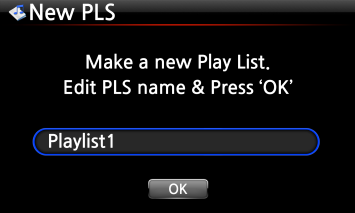 New PLS
Make a new Play List.
Edit PLS name & Press ‘OK’
Playlist1
OK